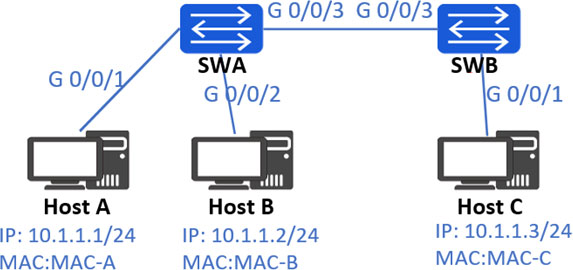 G 0/0/3 G 0/0/3
SWA
SWB
G 0/0/1
G 0/0/2
G 0/0/1
Host A
Host B
Host C
IP: 10.1.1.1/24
MAC:MAC-A
IP: 10.1.1.2/24
MAC:MAC-B
IP: 10.1.1.3/24
MAC:MAC-C